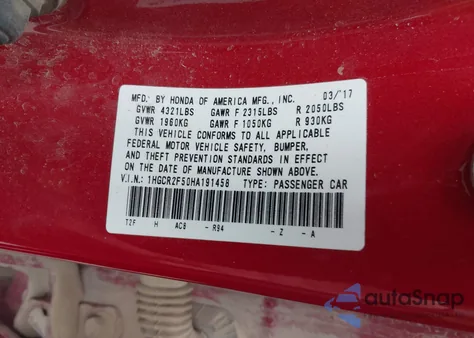 MFD. BY HONDA OF AMERICA MFG., INC. 03/'17
GVWR 4321LBS GAWR F 2315LBS R 2050LBS
GVWR 1960KG GAWR F 1050KG R 930KG
THIS VEHICLE CONFORMS TO ALL APPLICABLE
FEDERAL MOTOR VEHICLE SAFETY, BUMPER,
AND THEFT PREVENTION STANDARDS IN EFFECT
ON THE DATE OF MANUFACTURE SHOWN ABOVE.
V.I.N.: 1HGCR2F50HA191458 TYPE: PASSENGER CAR
T2F H AC8 - R94 - Z - A
autoSnap